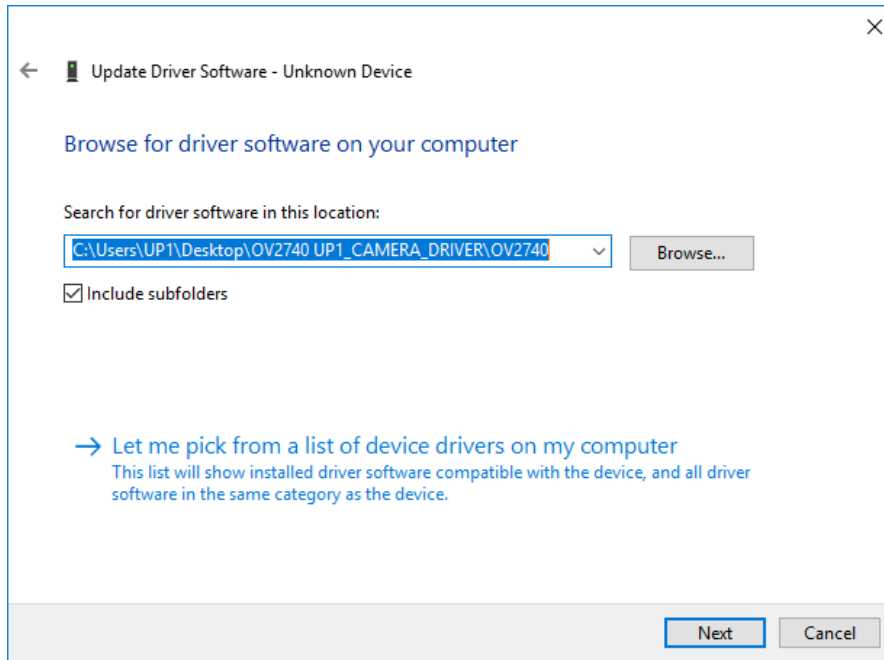 Update Driver Software - Unknown Device
Browse for driver software on your computer
Search for driver software in this location:
C:\Users\UP1\Desktop\OV2740 UP1_CAMERA_DRIVER\OV2740
Browse...
Include subfolders
Let me pick from a list of device drivers on my computer
This list will show installed driver software compatible with the device, and all driver
software in the same category as the device.
Next
Cancel